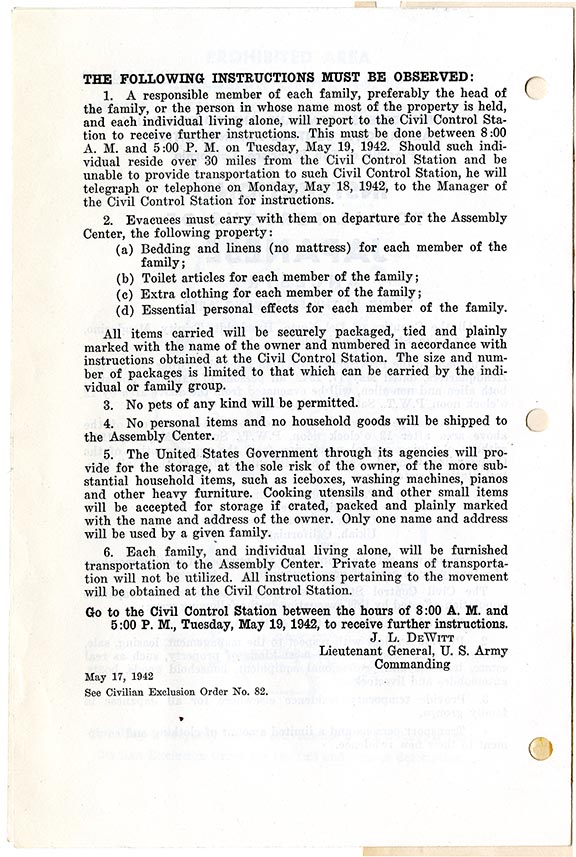 THE FOLLOWING INSTRUCTIONS MUST BE OBSERVED:
1. A responsible member of each family, preferably the head of
the family, or the person in whose name most of the property is held,
and each individual living alone, will report to the Civil Control Sta-
tion to receive further instructions. This must be done between 8:00
A. M. and 5:00 P. M. on Tuesday, May 19, 1942. Should such indi-
vidual reside over 30 miles from the Civil Control Station and be
unable to provide transportation to such Civil Control Station, he will
telegraph or telephone on Monday, May 18, 1942, to the Manager of
the Civil Control Station for instructions.
2. Evacuees must carry with them on departure for the Assembly
Center, the following property:
(a) Bedding and linens (no mattress) for each member of the
family;
(b) Toilet articles for each member of the family;
(c) Extra clothing for each member of the family;
(d) Essential personal effects for each member of the family.
All items carried will be securely packaged, tied and plainly
marked with the name of the owner and numbered in accordance with
instructions obtained at the Civil Control Station. The size and num-
ber of packages is limited to that which can be carried by the indi-
vidual or family group.
3. No pets of any kind will be permitted.
4. No personal items and no household goods will be shipped to
the Assembly Center.
5. The United States Government through its agencies will pro-
vide for the storage, at the sole risk of the owner, of the more sub-
stantial household items, such as iceboxes, washing machines, pianos
and other heavy furniture. Cooking utensils and other small items
will be accepted for storage if crated, packed and plainly marked
with the name and address of the owner. Only one name and address
will be used by a given family.
6. Each family, and individual living alone, will be furnished
transportation to the Assembly Center. Private means of transporta-
tion will not be utilized. All instructions pertaining to the movement
will be obtained at the Civil Control Station.
Go to the Civil Control Station between the hours of 8:00 A. M. and
5:00 P. M., Tuesday, May 19, 1942, to receive further instructions.
J. L. DeWitt
Lieutenant General, U. S. Army
Commanding
May 17, 1942
See Civilian Exclusion Order No. 82.